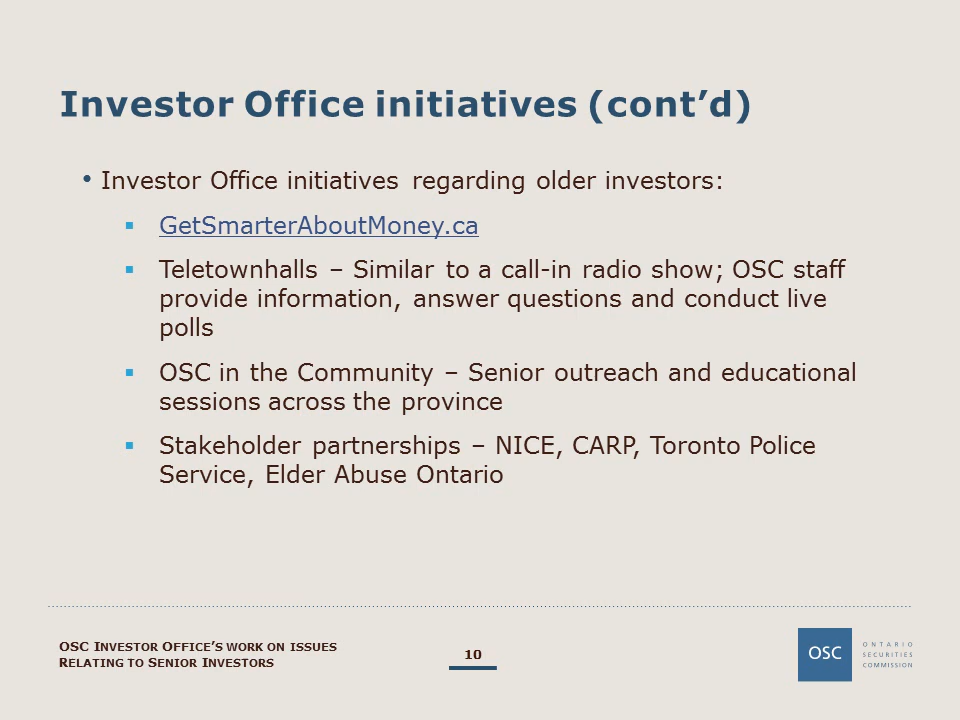 Investor Office initiatives (cont’d)
• Investor Office initiatives regarding older investors:
▪ GetSmarterAboutMoney.ca
▪ Teletownhalls – Similar to a call-in radio show; OSC staff
provide information, answer questions and conduct live
polls
▪ OSC in the Community – Senior outreach and educational
sessions across the province
▪ Stakeholder partnerships – NICE, CARP, Toronto Police
Service, Elder Abuse Ontario
OSC INVESTOR OFFICE’S WORK ON ISSUES
RELATING TO SENIOR INVESTORS
10
OSC
ONTARIO
SECURITIES
COMMISSION